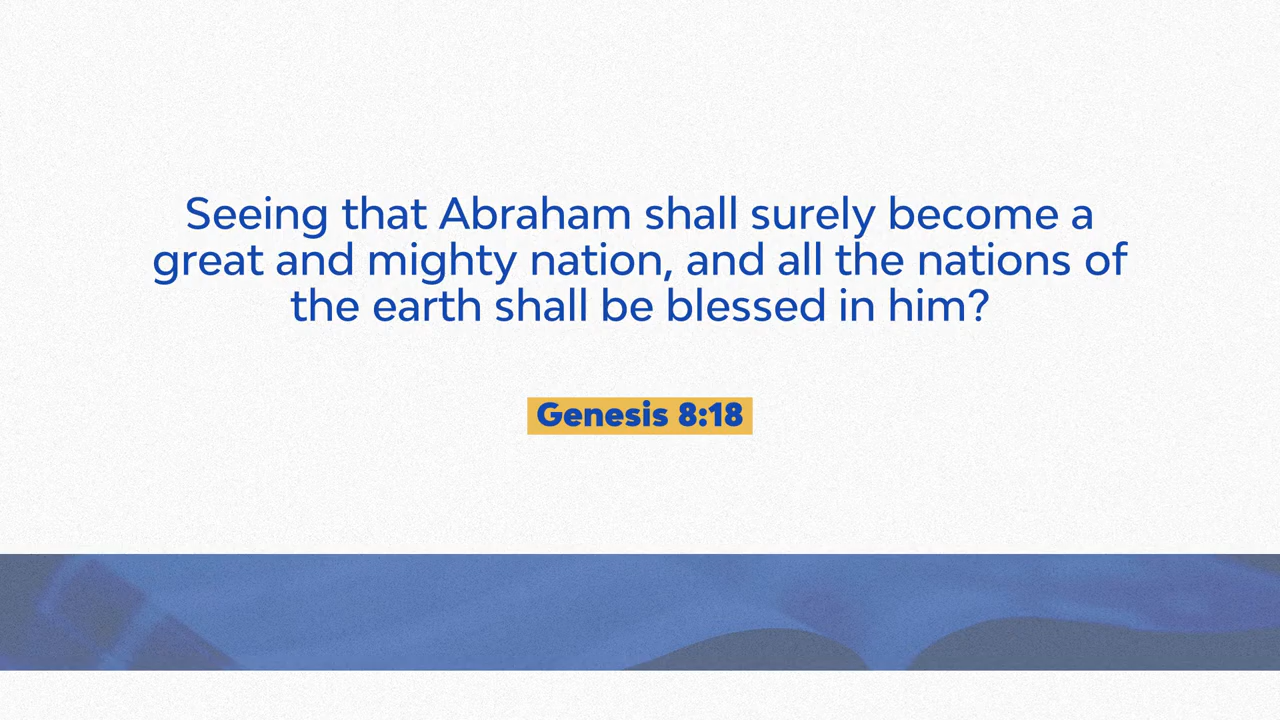 Seeing that Abraham shall surely become a
great and mighty nation, and all the nations of
the earth shall be blessed in him?
Genesis 8:18